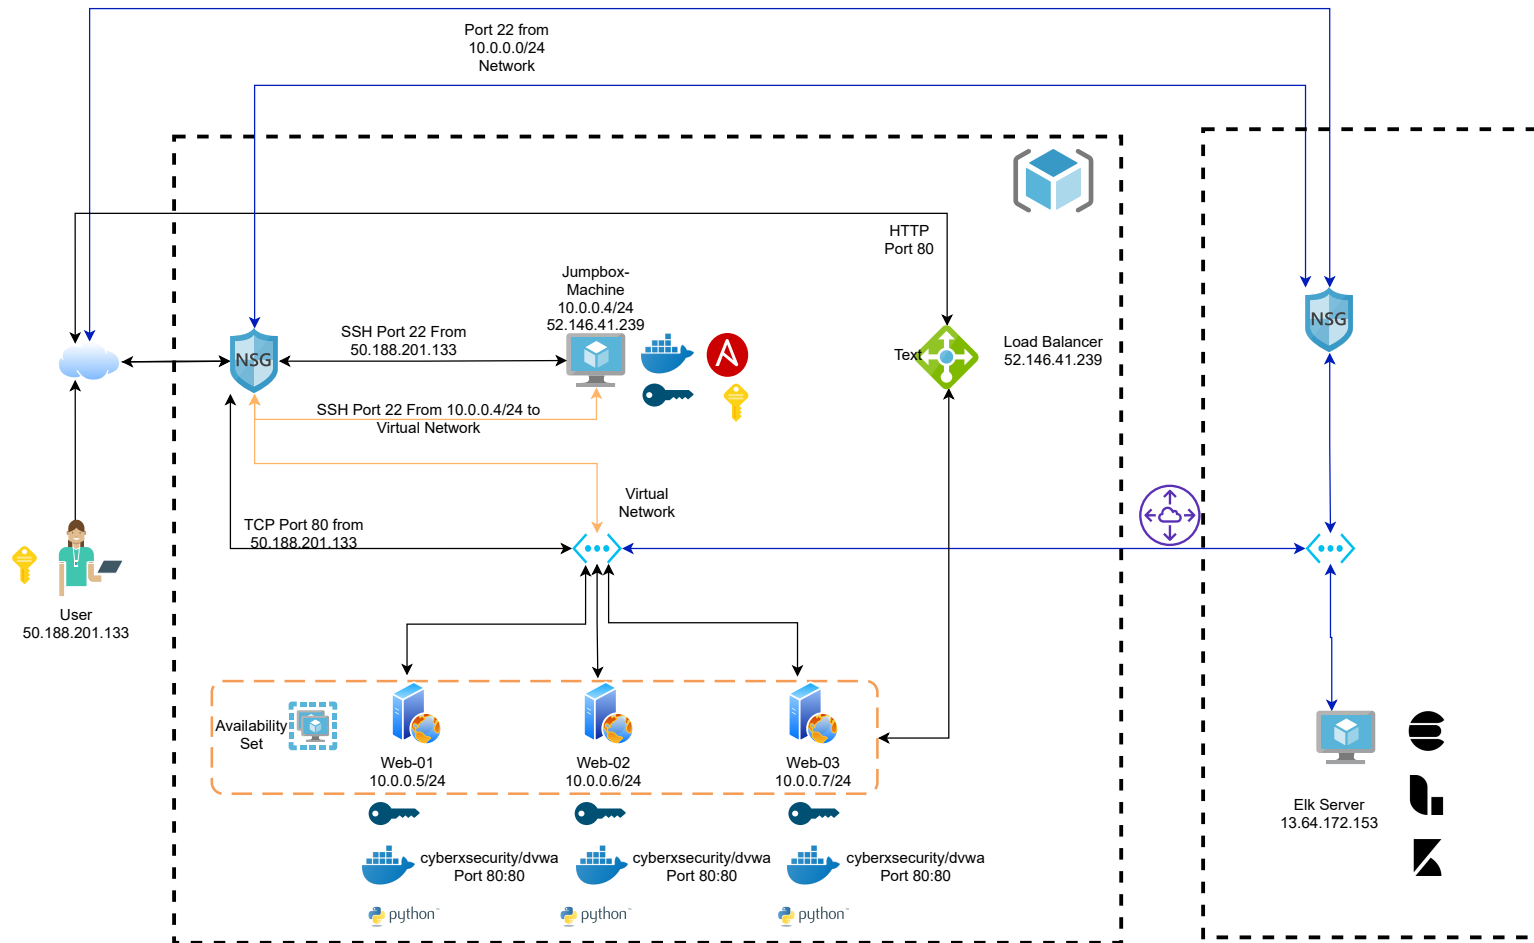 Port 22 from
10.0.0.0/24
Network
HTTP
Port 80
Jumpbox-
Machine
10.0.0.4/24
52.146.41.239
SSH Port 22 From
50.188.201.133
NSG
NSG
Text
Load Balancer
52.146.41.239
SSH Port 22 From 10.0.0.4/24 to
Virtual Network
Virtual
Network
TCP Port 80 from
50.188.201.133
User
50.188.201.133
Availability
Set
Web-01
10.0.0.5/24
Web-02
10.0.0.6/24
Web-03
10.0.0.7/24
Elk Server
13.64.172.153
cyberxsecurity/dvwa
Port 80:80
cyberxsecurity/dvwa
Port 80:80
cyberxsecurity/dvwa
Port 80:80
python™
python™
python™